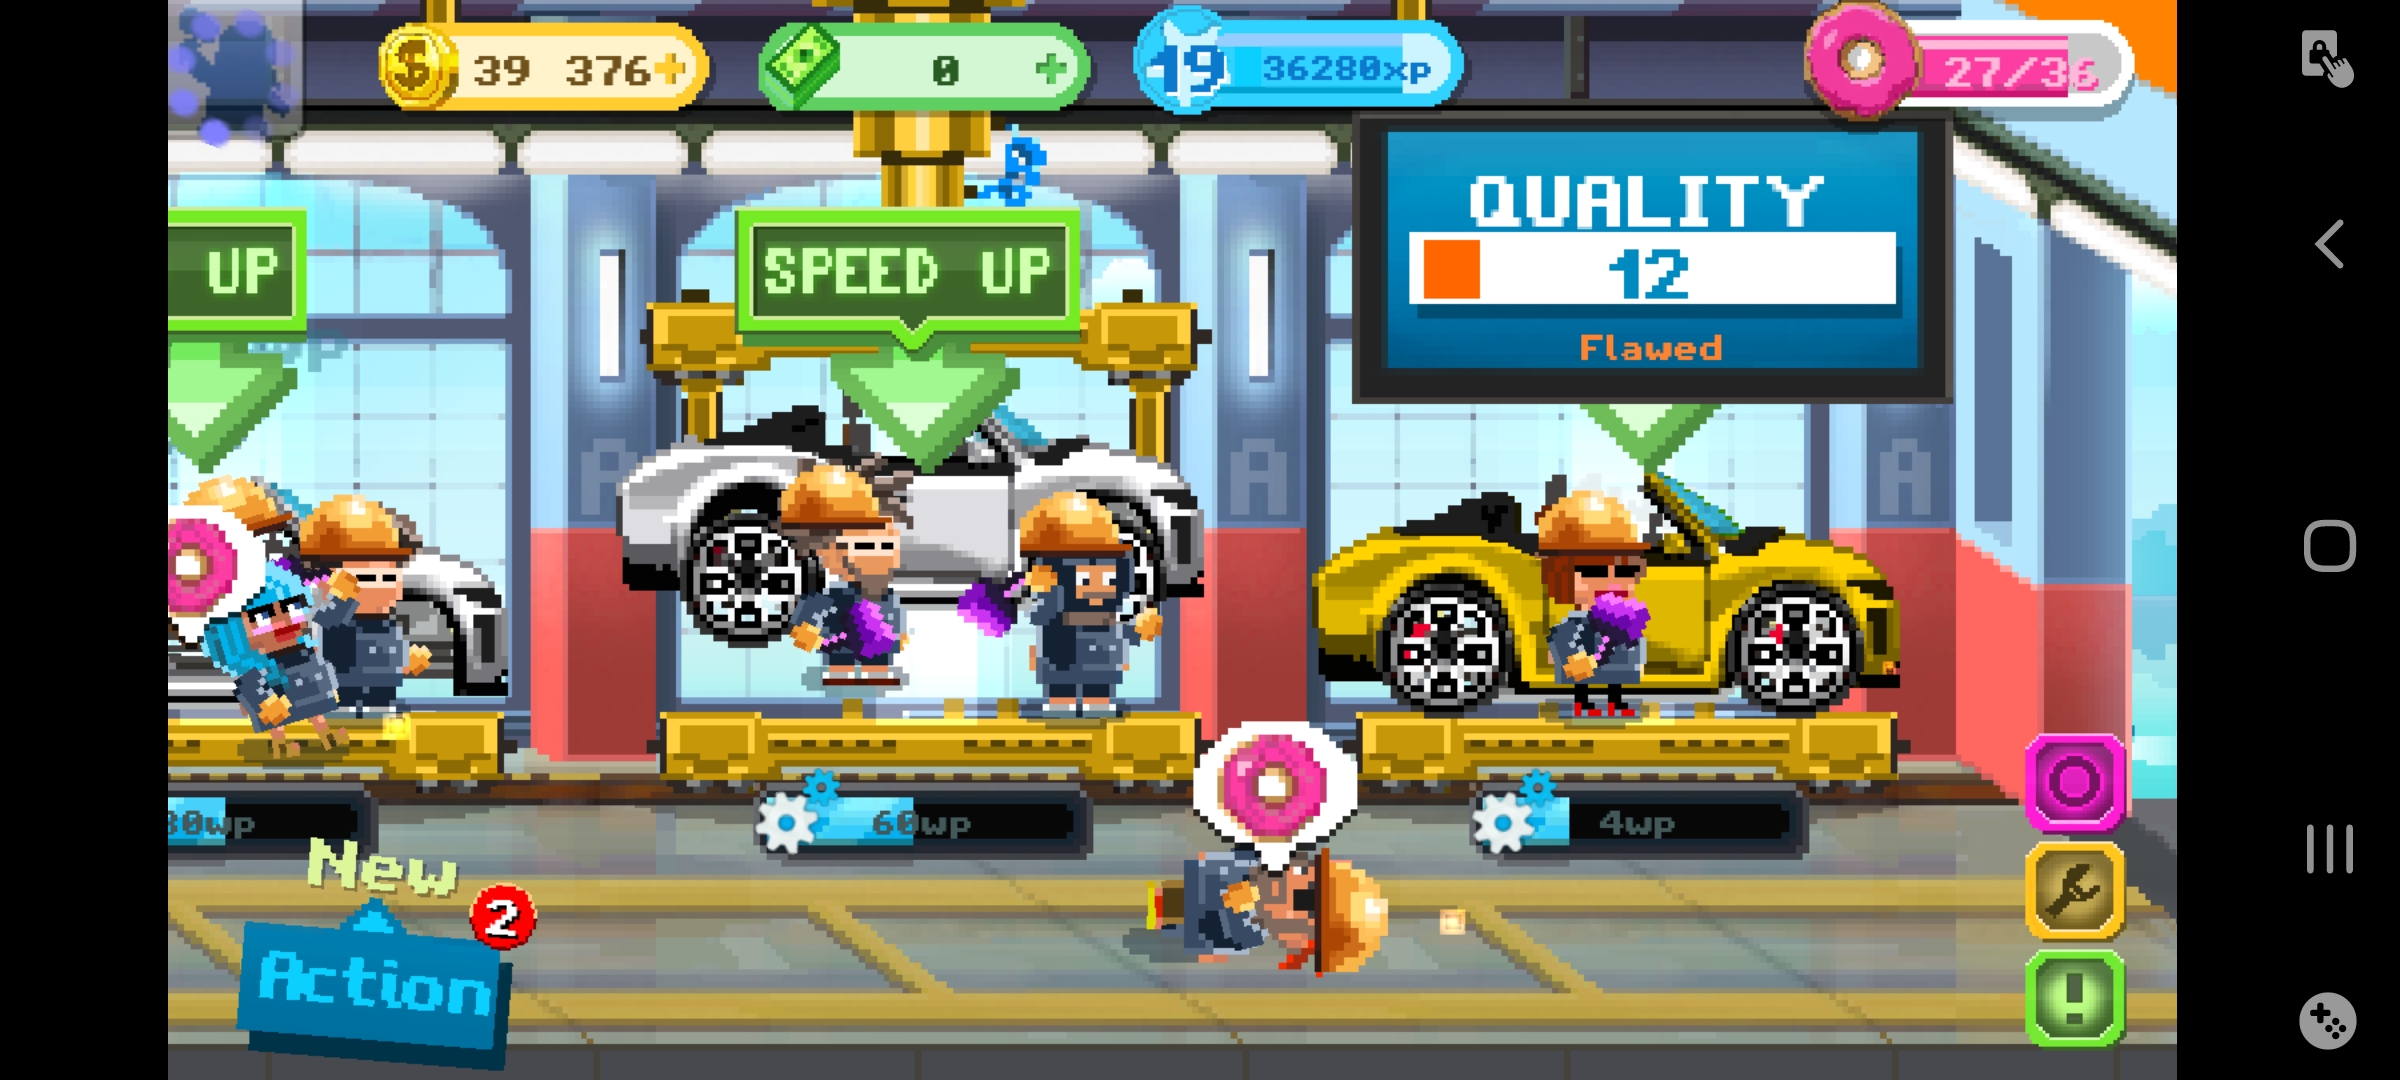 39 376
0
19 36280xp
27/36
QUALITY
12
Flawed
UP
SPEED UP
A
A
A
60wp
4wp
New
2
Action
!